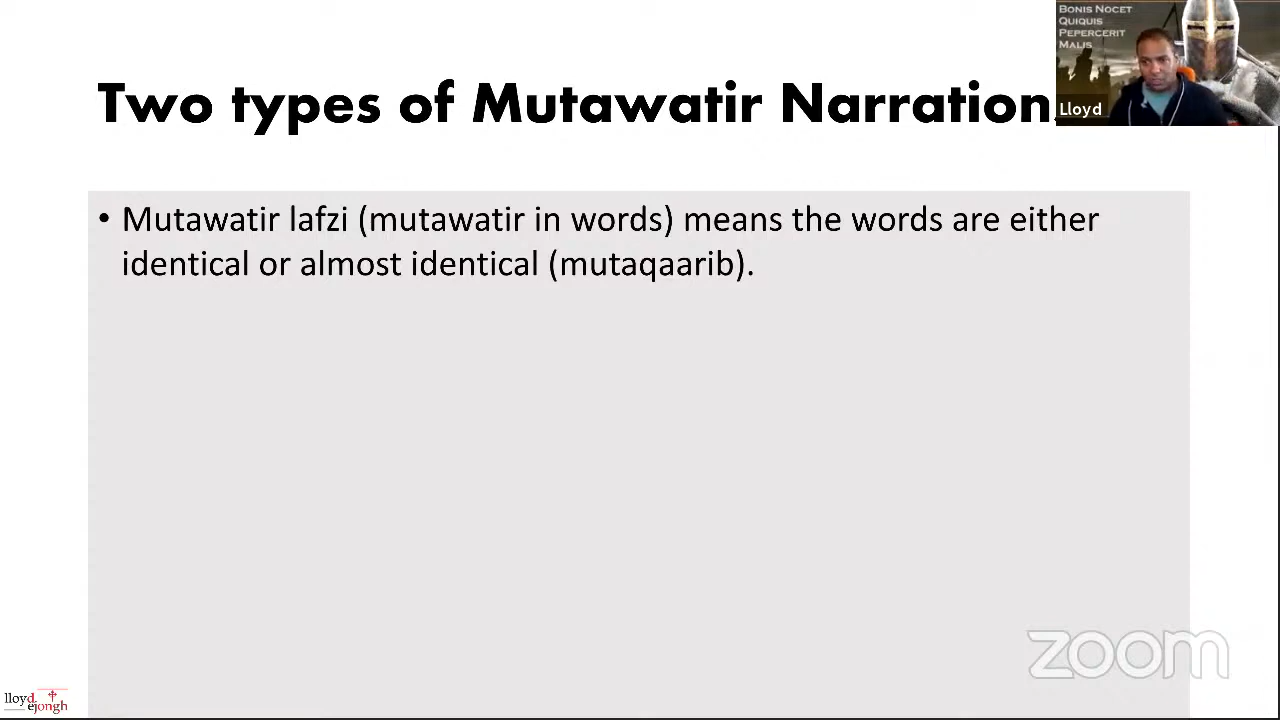 Bonis Nocet
Quiquis
Pepercerit
Malis
Lloyd
Two types of Mutawatir Narration
• Mutawatir lafzi (mutawatir in words) means the words are either
identical or almost identical (mutaqaarib).
zoom
lloyd
dejongh